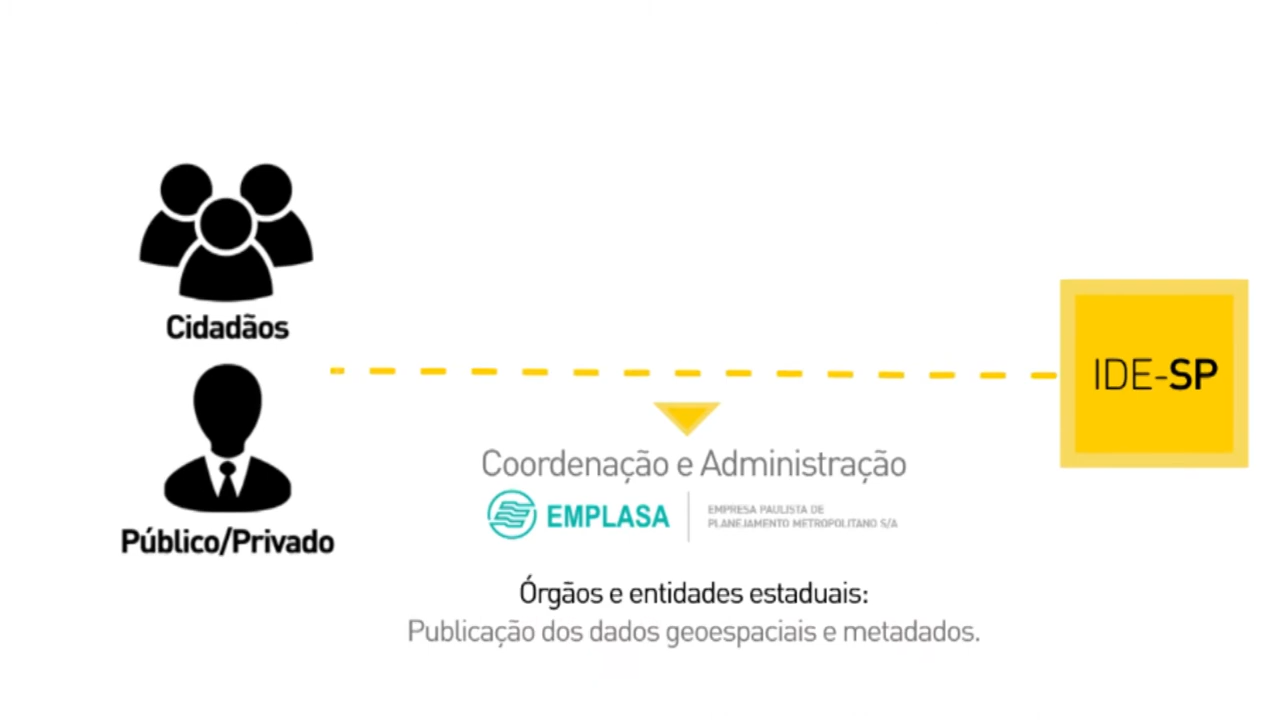 Cidadãos
Público/Privado
IDE-SP
Coordenação e Administração
EMPLASA
EMPRESA PAULISTA DE
PLANEJAMENTO METROPOLITANO S/A
Órgãos e entidades estaduais:
Publicação dos dados geoespaciais e metadados.